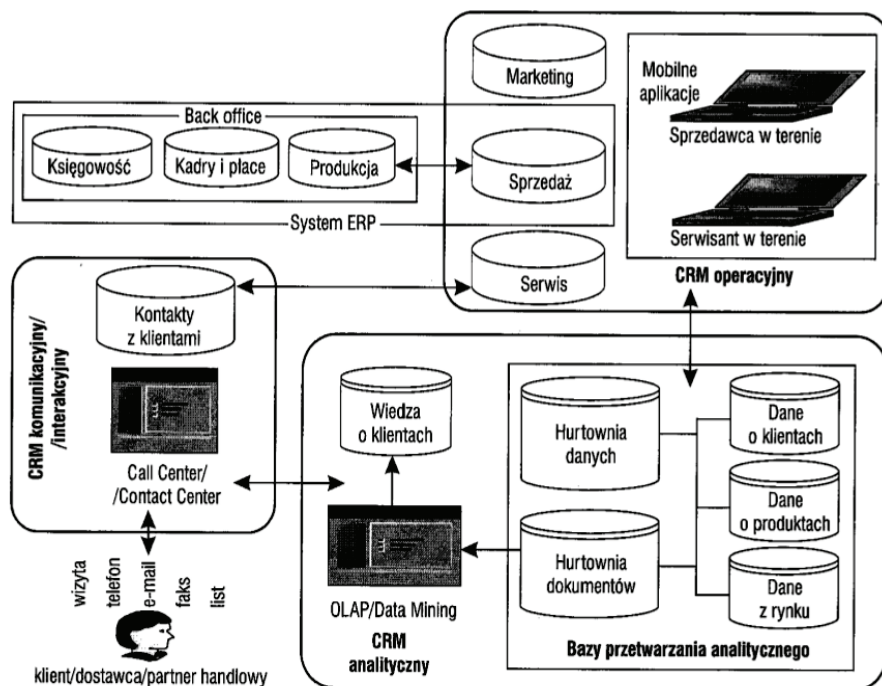 Marketing
Mobilne
aplikacje
Sprzedawca w terenie
Serwisant w terenie
CRM operacyjny
Back office
Księgowość
Kadry i płace
Produkcja
Sprzedaż
System ERP
Serwis
CRM komunikacyjny/
/interakcyjny
Kontakty
z klientami
Call Center/
/Contact Center
wizyta
telefon
e-mail
faks
list
klient/dostawca/partner handlowy
Wiedza
o klientach
OLAP/Data Mining
CRM
analityczny
Hurtownia
danych
Hurtownia
dokumentów
Dane
o klientach
Dane
o produktach
Dane
z rynku
Bazy przetwarzania analitycznego